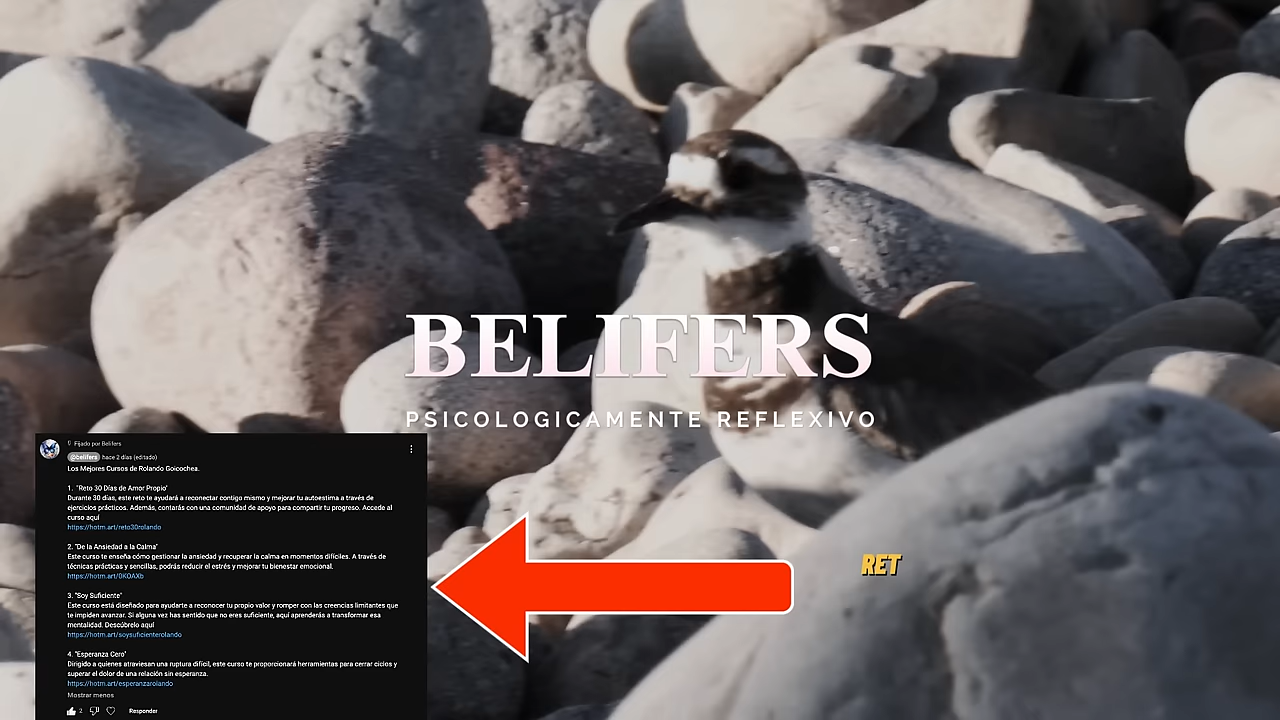 BELIFERS
PSICOLOGICAMENTE REFLEXIVO
Fijado por Belifers
@belifers hace 2 días (editado)
Los Mejores Cursos de Rolando Goicochea.
1. "Reto 30 Días de Amor Propio"
Durante 30 días, este reto te ayudará a reconectar contigo mismo y mejorar tu autoestima a través de
ejercicios prácticos. Además, contarás con una comunidad de apoyo para compartir tu progreso. Accede al
curso aquí
https://hotm.art/reto30rolando
2. "De la Ansiedad a la Calma"
Este curso te enseña cómo gestionar la ansiedad y recuperar la calma en momentos difíciles. A través de
técnicas prácticas y sencillas, podrás reducir el estrés y mejorar tu bienestar emocional.
https://hotm.art/0KOAXb
3. "Soy Suficiente"
Este curso está diseñado para ayudarte a reconocer tu propio valor y romper con las creencias limitantes que
te impiden avanzar. Si alguna vez has sentido que no eres suficiente, aquí aprenderás a transformar esa
mentalidad. Descúbrelo aquí
https://hotm.art/soysuficienterolando
4. "Esperanza Cero"
Dirigido a quienes atraviesan una ruptura difícil, este curso te proporcionará herramientas para cerrar ciclos y
superar el dolor de una relación sin esperanza.
https://hotm.art/esperanzarolando
Mostrar menos
2 Responder
RET